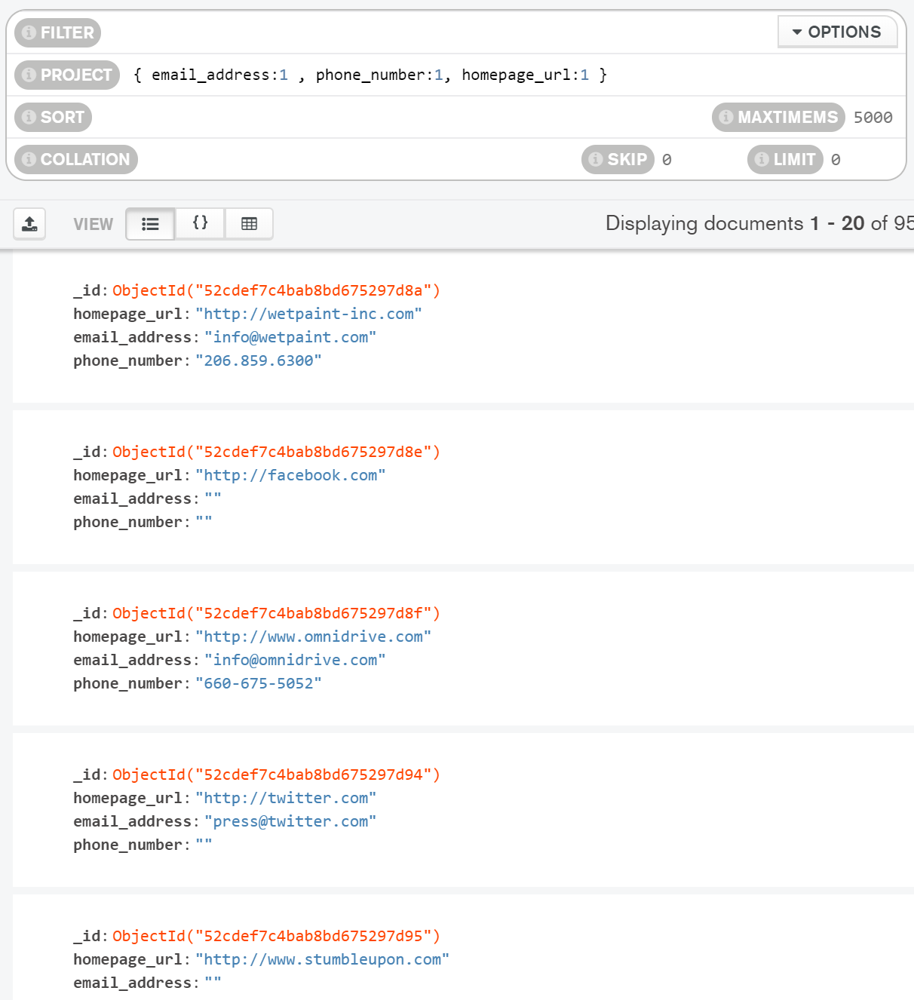 FILTER
OPTIONS
PROJECT { email_address:1 , phone_number:1, homepage_url:1 }
SORT
MAXTIMEMS 5000
COLLATION
SKIP 0
LIMIT 0
VIEW {}
Displaying documents 1 - 20 of 95
_id: ObjectId("52cdef7c4bab8bd675297d8a")
homepage_url: "http://wetpaint-inc.com"
email_address: "info@wetpaint.com"
phone_number: "206.859.6300"
_id: ObjectId("52cdef7c4bab8bd675297d8e")
homepage_url: "http://facebook.com"
email_address: ""
phone_number: ""
_id: ObjectId("52cdef7c4bab8bd675297d8f")
homepage_url: "http://www.omnidrive.com"
email_address: "info@omnidrive.com"
phone_number: "660-675-5052"
_id: ObjectId("52cdef7c4bab8bd675297d94")
homepage_url: "http://twitter.com"
email_address: "press@twitter.com"
phone_number: ""
_id: ObjectId("52cdef7c4bab8bd675297d95")
homepage_url: "http://www.stumbleupon.com"
email_address: ""